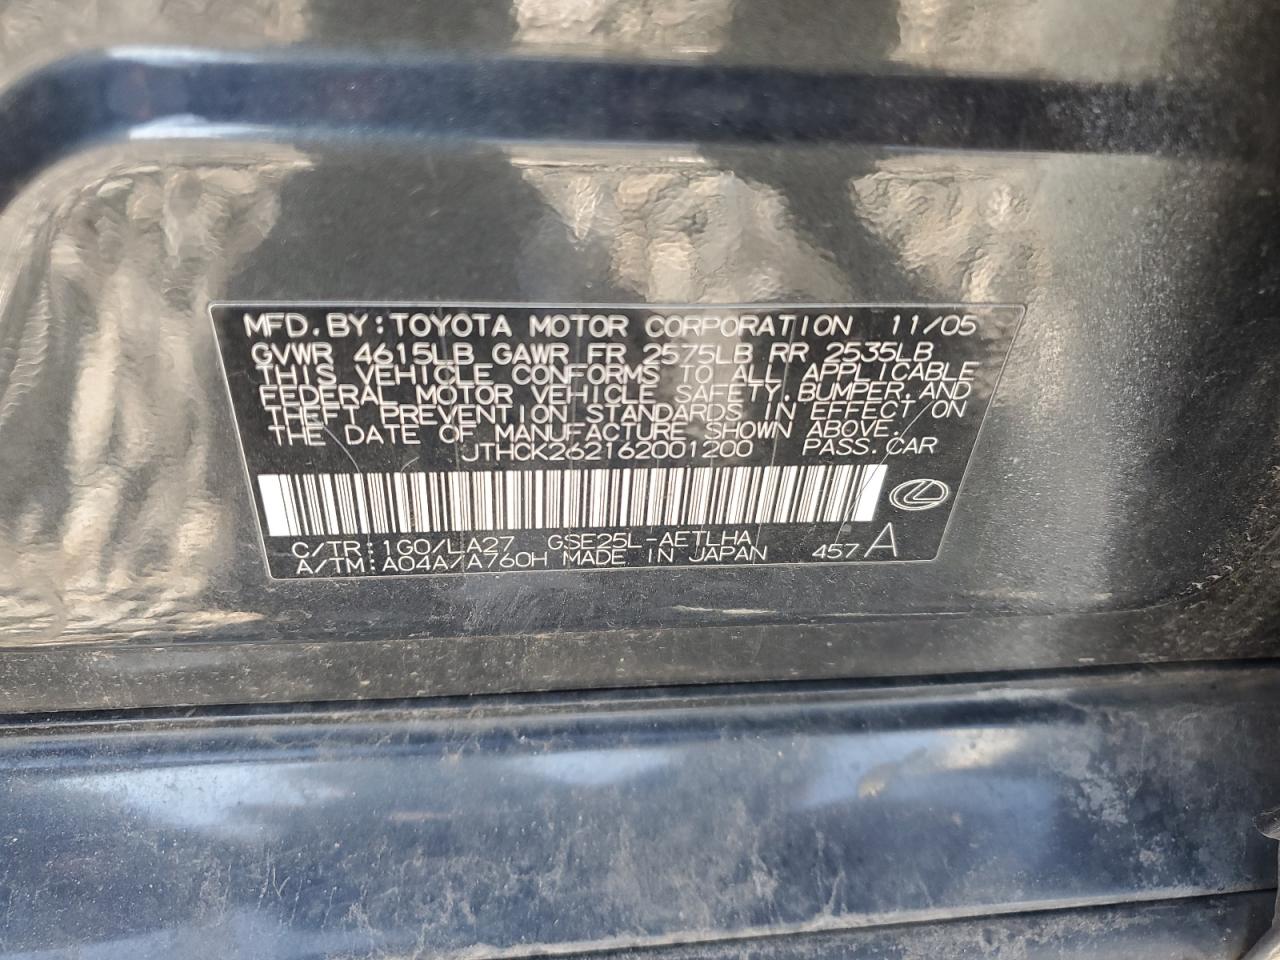 MFD.BY:TOYOTA MOTOR CORPORATION 11/05
GVWR 4615LB GAWR FR 2575LB RR 2535LB
THIS VEHICLE CONFORMS TO ALL APPLICABLE
FEDERAL MOTOR VEHICLE SAFETY,BUMPER,AND
THEFT PREVENTION STANDARDS IN EFFECT ON
THE DATE OF MANUFACTURE SHOWN ABOVE.
JTHCK262162001200 PASS.CAR
C/TR:1G0/LA27 GSE25L-AETLHA
A/TM:A04A/A760H MADE IN JAPAN 457 A